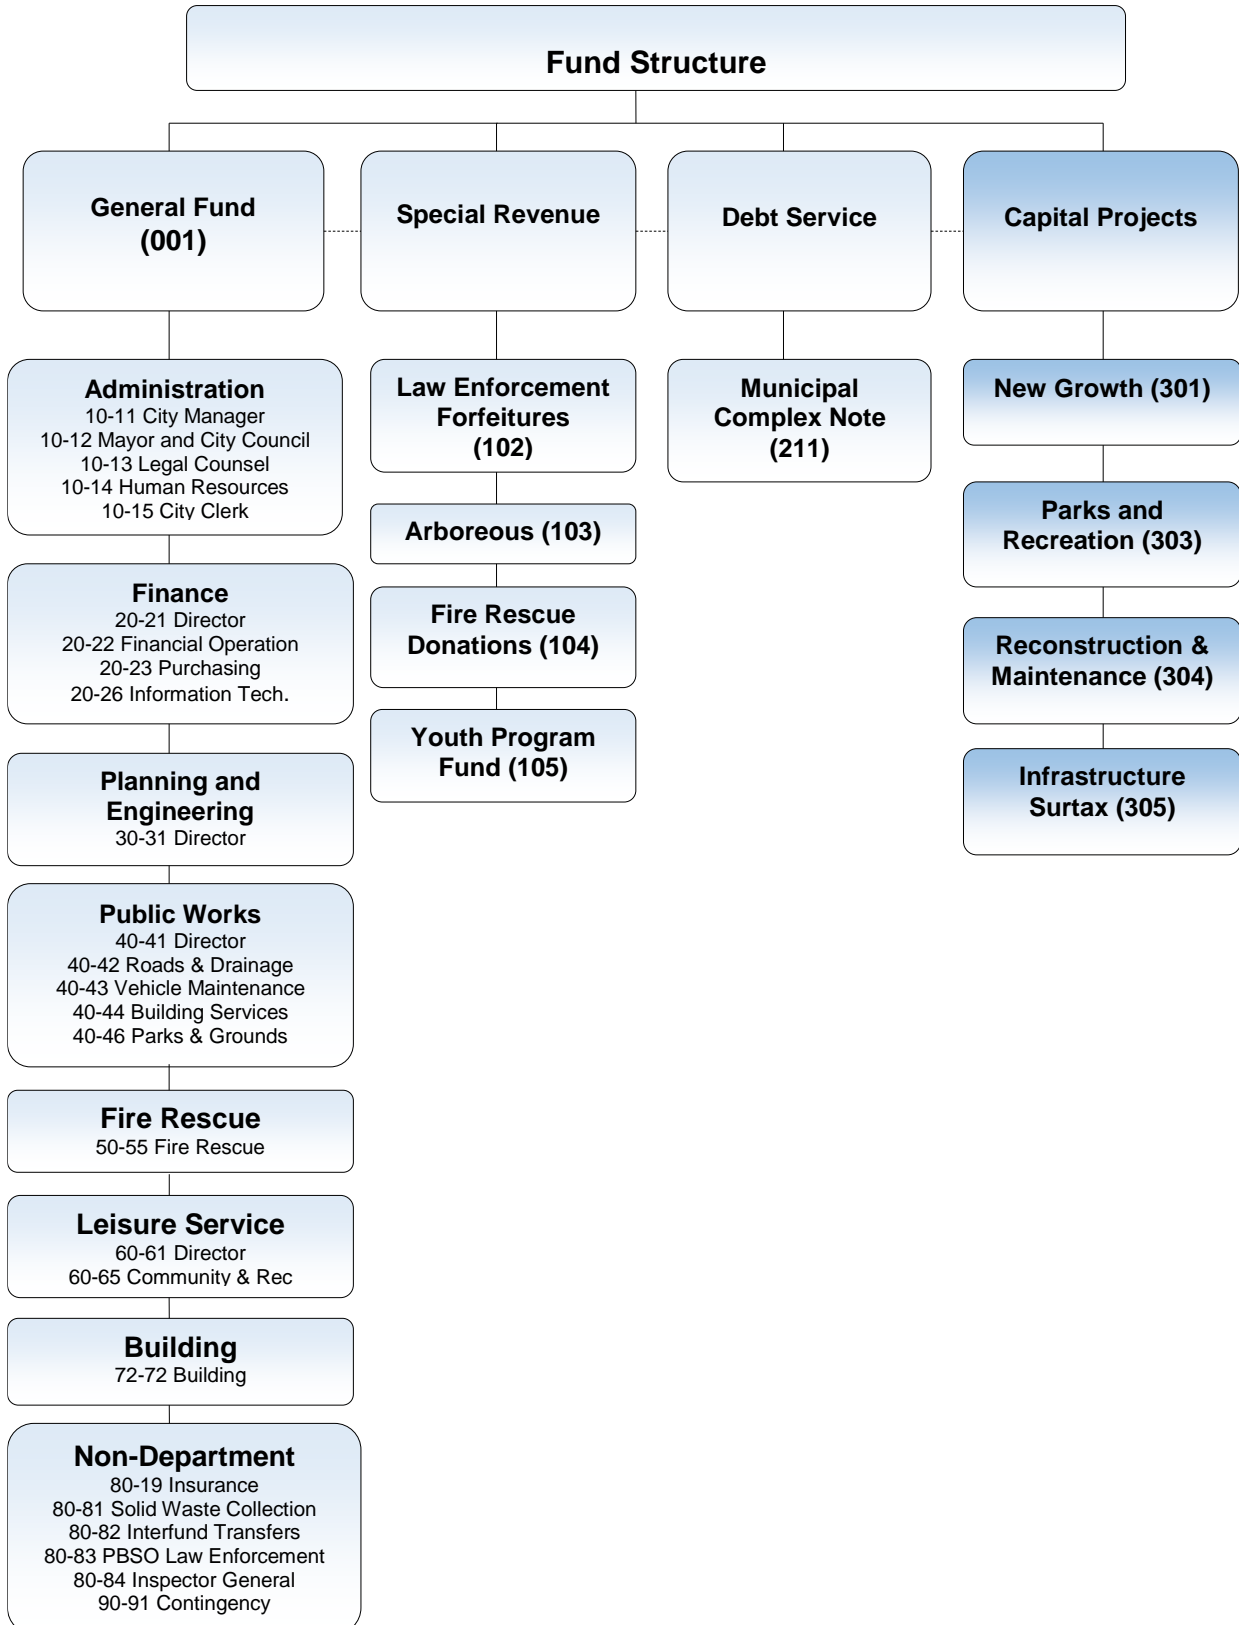 Fund Structure
General Fund
(001)
Special Revenue
Debt Service
Capital Projects
Administration
10-11 City Manager
10-12 Mayor and City Council
10-13 Legal Counsel
10-14 Human Resources
10-15 City Clerk
Finance
20-21 Director
20-22 Financial Operation
20-23 Purchasing
20-26 Information Tech.
Planning and
Engineering
30-31 Director
Public Works
40-41 Director
40-42 Roads & Drainage
40-43 Vehicle Maintenance
40-44 Building Services
40-46 Parks & Grounds
Fire Rescue
50-55 Fire Rescue
Leisure Service
60-61 Director
60-65 Community & Rec
Building
72-72 Building
Non-Department
80-19 Insurance
80-81 Solid Waste Collection
80-82 Interfund Transfers
80-83 PBSO Law Enforcement
80-84 Inspector General
90-91 Contingency
Law Enforcement
Forfeitures
(102)
Arboreous (103)
Fire Rescue
Donations (104)
Youth Program
Fund (105)
Municipal
Complex Note
(211)
New Growth (301)
Parks and
Recreation (303)
Reconstruction &
Maintenance (304)
Infrastructure
Surtax (305)